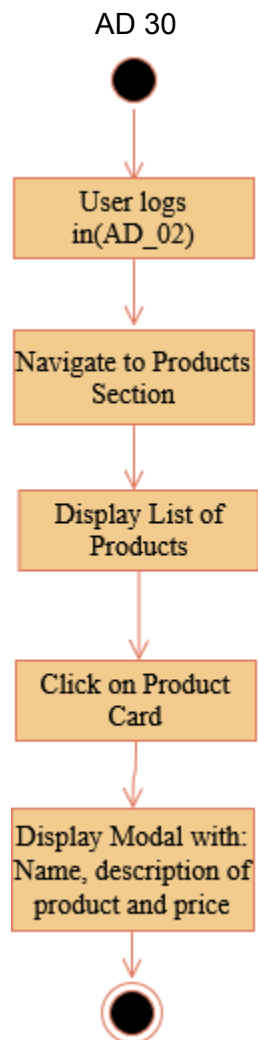 AD 30
User logs
in(AD_02)
Navigate to Products
Section
Display List of
Products
Click on Product
Card
Display Modal with:
Name, description of
product and price